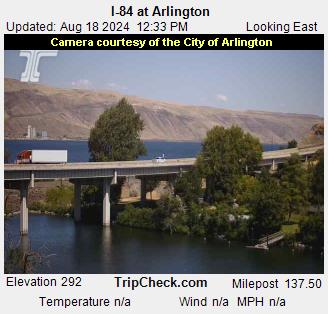 I-84 at Arlington
Updated: Aug 18 2024 12:33 PM Looking East
Camera courtesy of the City of Arlington
Elevation 292 TripCheck.com Milepost 137.50
Temperature n/a Wind n/a MPH n/a